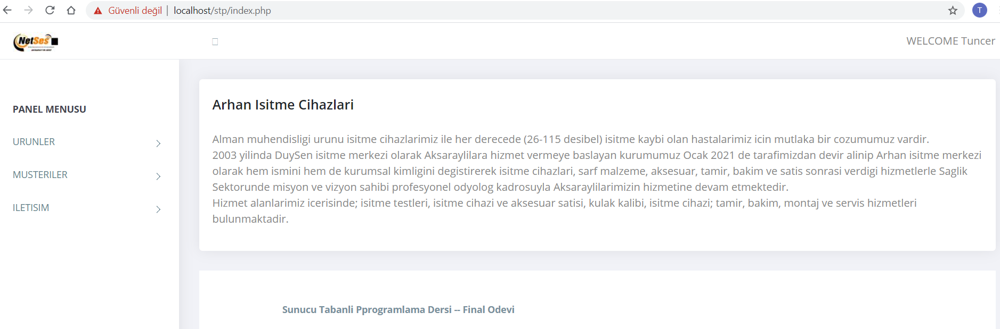 Güvenli değil | localhost/stp/index.php
T
NetSes
WELCOME Tuncer
PANEL MENUSU
URUNLER
MUSTERILER
ILETISIM
Arhan Isitme Cihazlari
Alman muhendisligi urunu isitme cihazlarimiz ile her derecede (26-115 desibel) isitme kaybi olan hastalarimiz icin mutlaka bir cozumumuz vardir.
2003 yilinda DuySen isitme merkezi olarak Aksaraylilara hizmet vermeye baslayan kurumumuz Ocak 2021 de tarafimizdan devir alinip Arhan isitme merkezi
olarak hem ismini hem de kurumsal kimligini degistirerek isitme cihazlari, sarf malzeme, aksesuar, tamir, bakim ve satis sonrasi verdigi hizmetlerle Saglik
Sektorunde misyon ve vizyon sahibi profesyonel odyolog kadrosuyla Aksaraylilarimizin hizmetine devam etmektedir.
Hizmet alanlarimiz icerisinde; isitme testleri, isitme cihazi ve aksesuar satisi, kulak kalibi, isitme cihazi; tamir, bakim, montaj ve servis hizmetleri
bulunmaktadir.
Sunucu Tabanli Pprogramlama Dersi -- Final Odevi